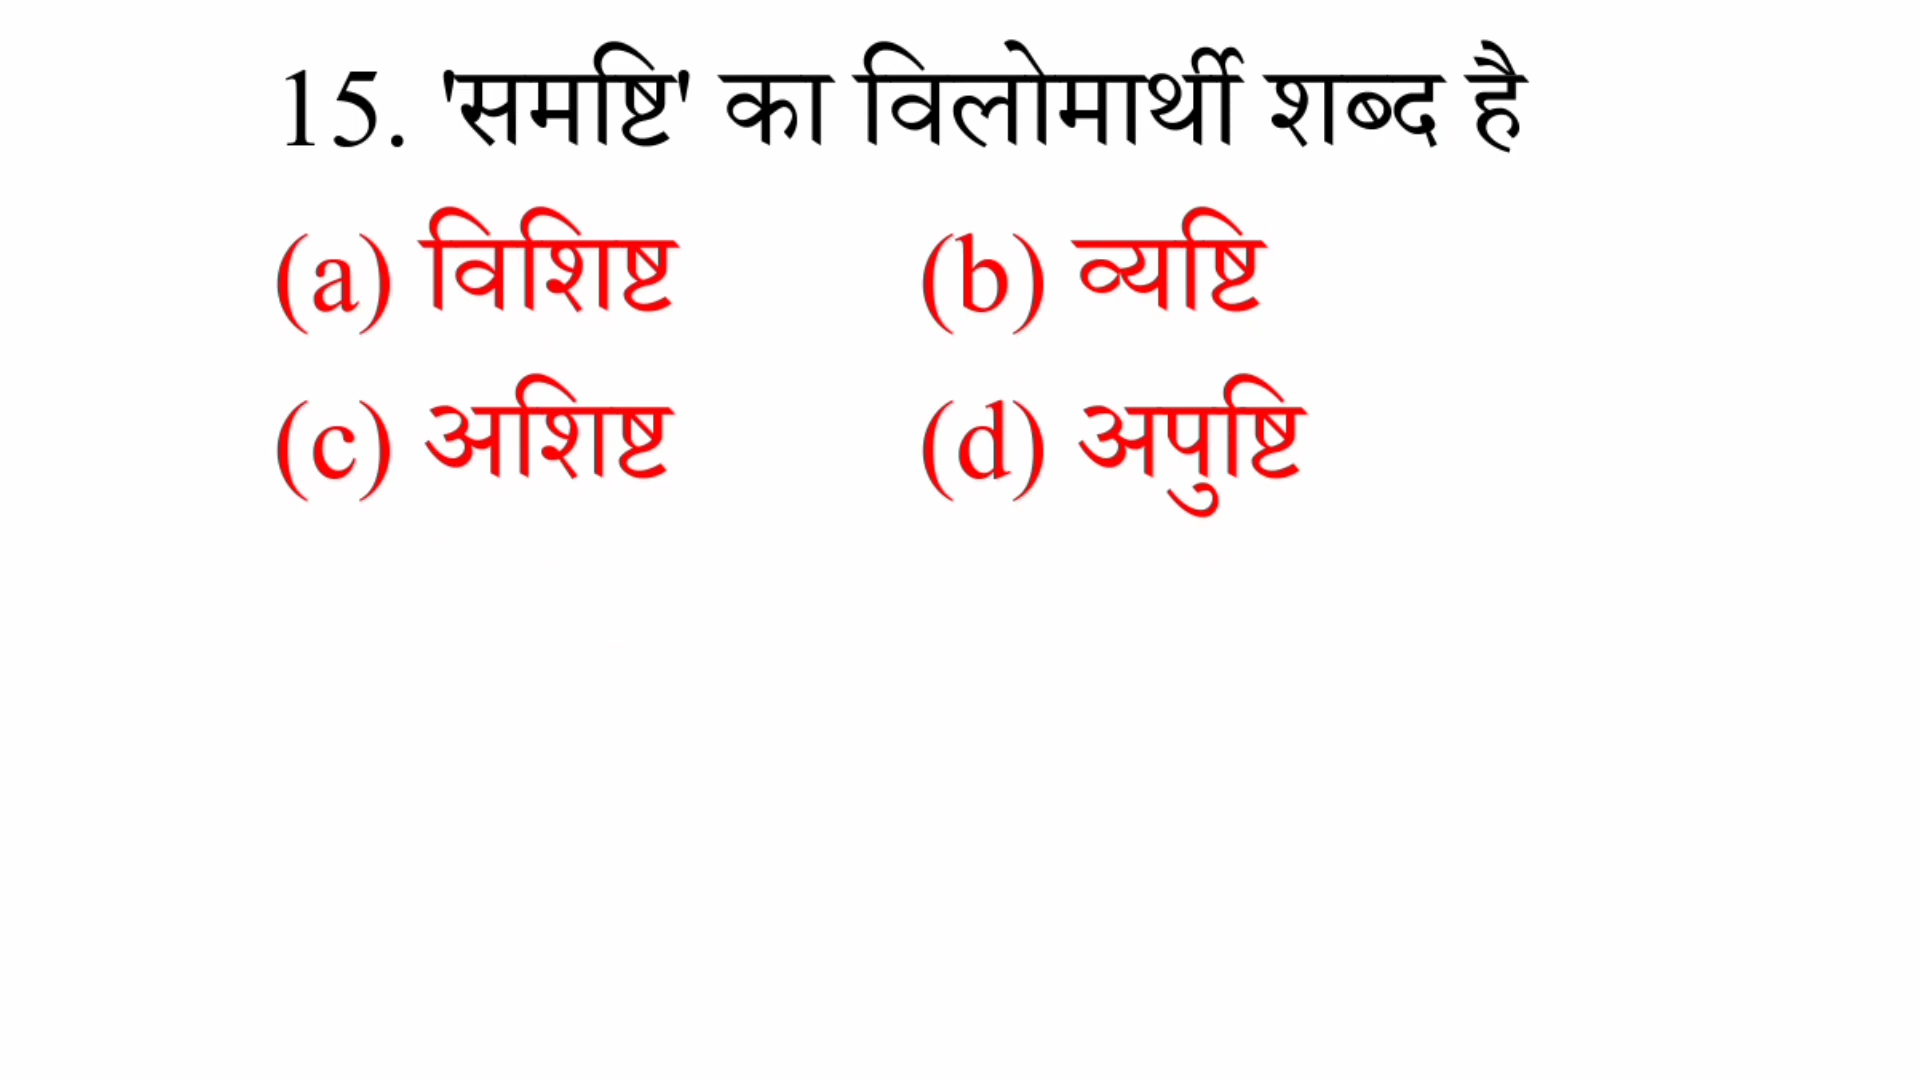 15. 'समष्टि' का विलोमार्थी शब्द है
(a) विशिष्ट (b) व्यष्टि
(c) अशिष्ट (d) अपुष्टि